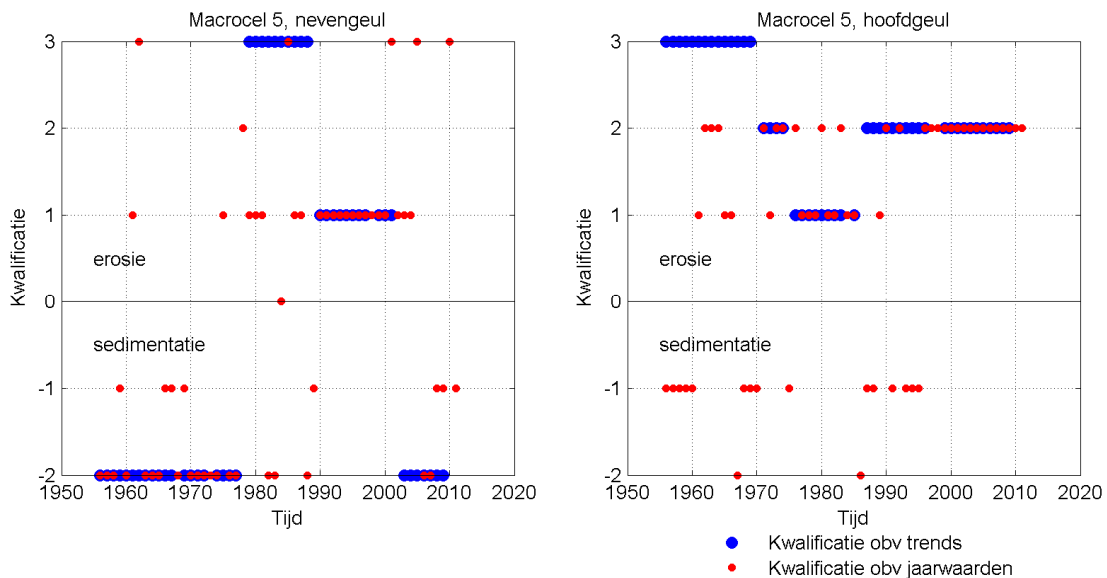 Macrocel 5, nevengeul
3
2
1
0
-1
-2
Kwalificatie
erosie
sedimentatie
1950 1960 1970 1980 1990 2000 2010 2020
Tijd
Macrocel 5, hoofdgeul
3
2
1
0
-1
-2
Kwalificatie
erosie
sedimentatie
1950 1960 1970 1980 1990 2000 2010 2020
Tijd
Kwalificatie obv trends
Kwalificatie obv jaarwaarden